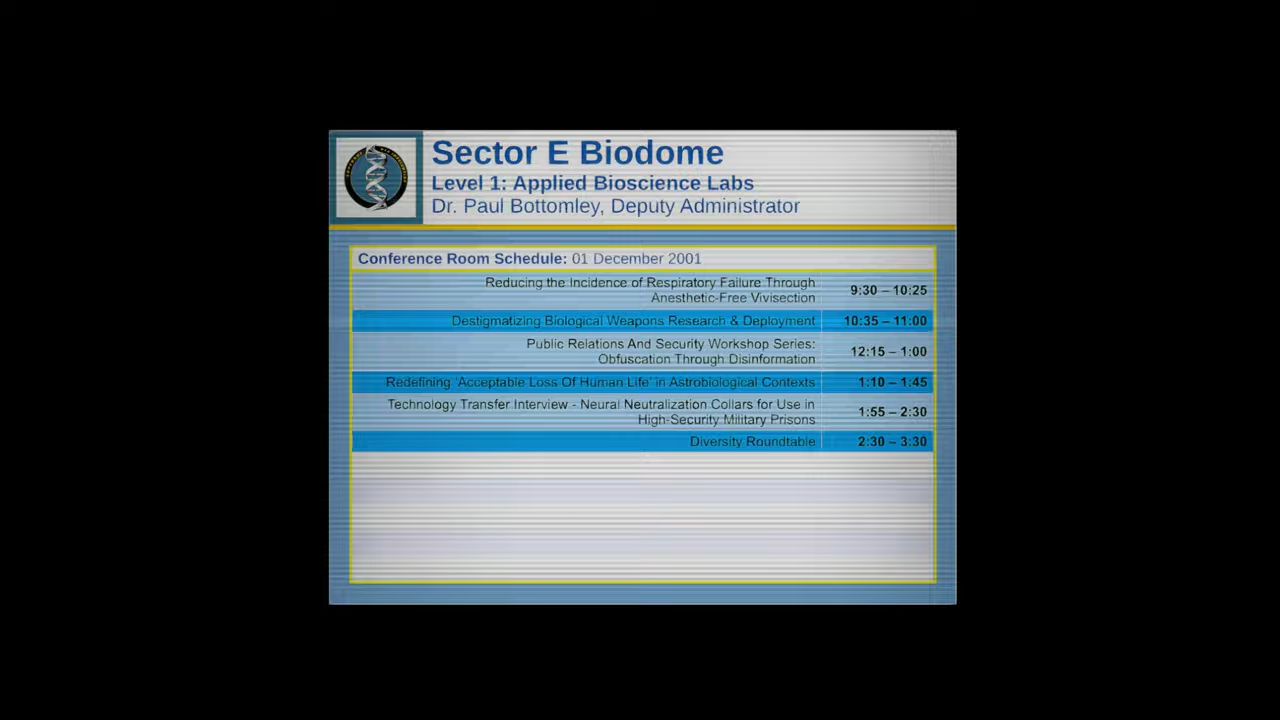 Sector E Biodome
Level 1: Applied Bioscience Labs
Dr. Paul Bottomley, Deputy Administrator
Conference Room Schedule: 01 December 2001
Reducing the Incidence of Respiratory Failure Through
Anesthetic-Free Vivisection
9:30 – 10:25
Destigmatizing Biological Weapons Research & Deployment
10:35 – 11:00
Public Relations And Security Workshop Series:
Obfuscation Through Disinformation
12:15 – 1:00
Redefining 'Acceptable Loss Of Human Life' in Astrobiological Contexts
1:10 – 1:45
Technology Transfer Interview - Neural Neutralization Collars for Use in
High-Security Military Prisons
1:55 – 2:30
Diversity Roundtable
2:30 – 3:30